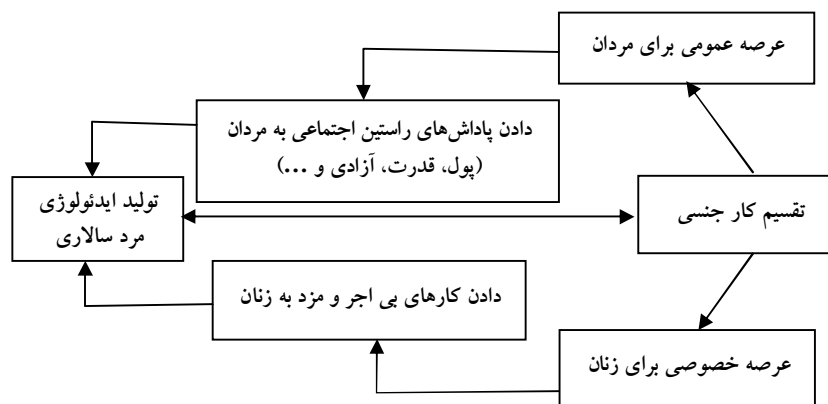 عرصه عمومی برای مردان
دادن پاداش‌های راستین اجتماعی به مردان
(پول، قدرت، آزادی و ...)
تقسیم کار جنسی
تولید ایدئولوژی
مرد سالاری
دادن کارهای بی اجر و مزد به زنان
عرصه خصوصی برای زنان